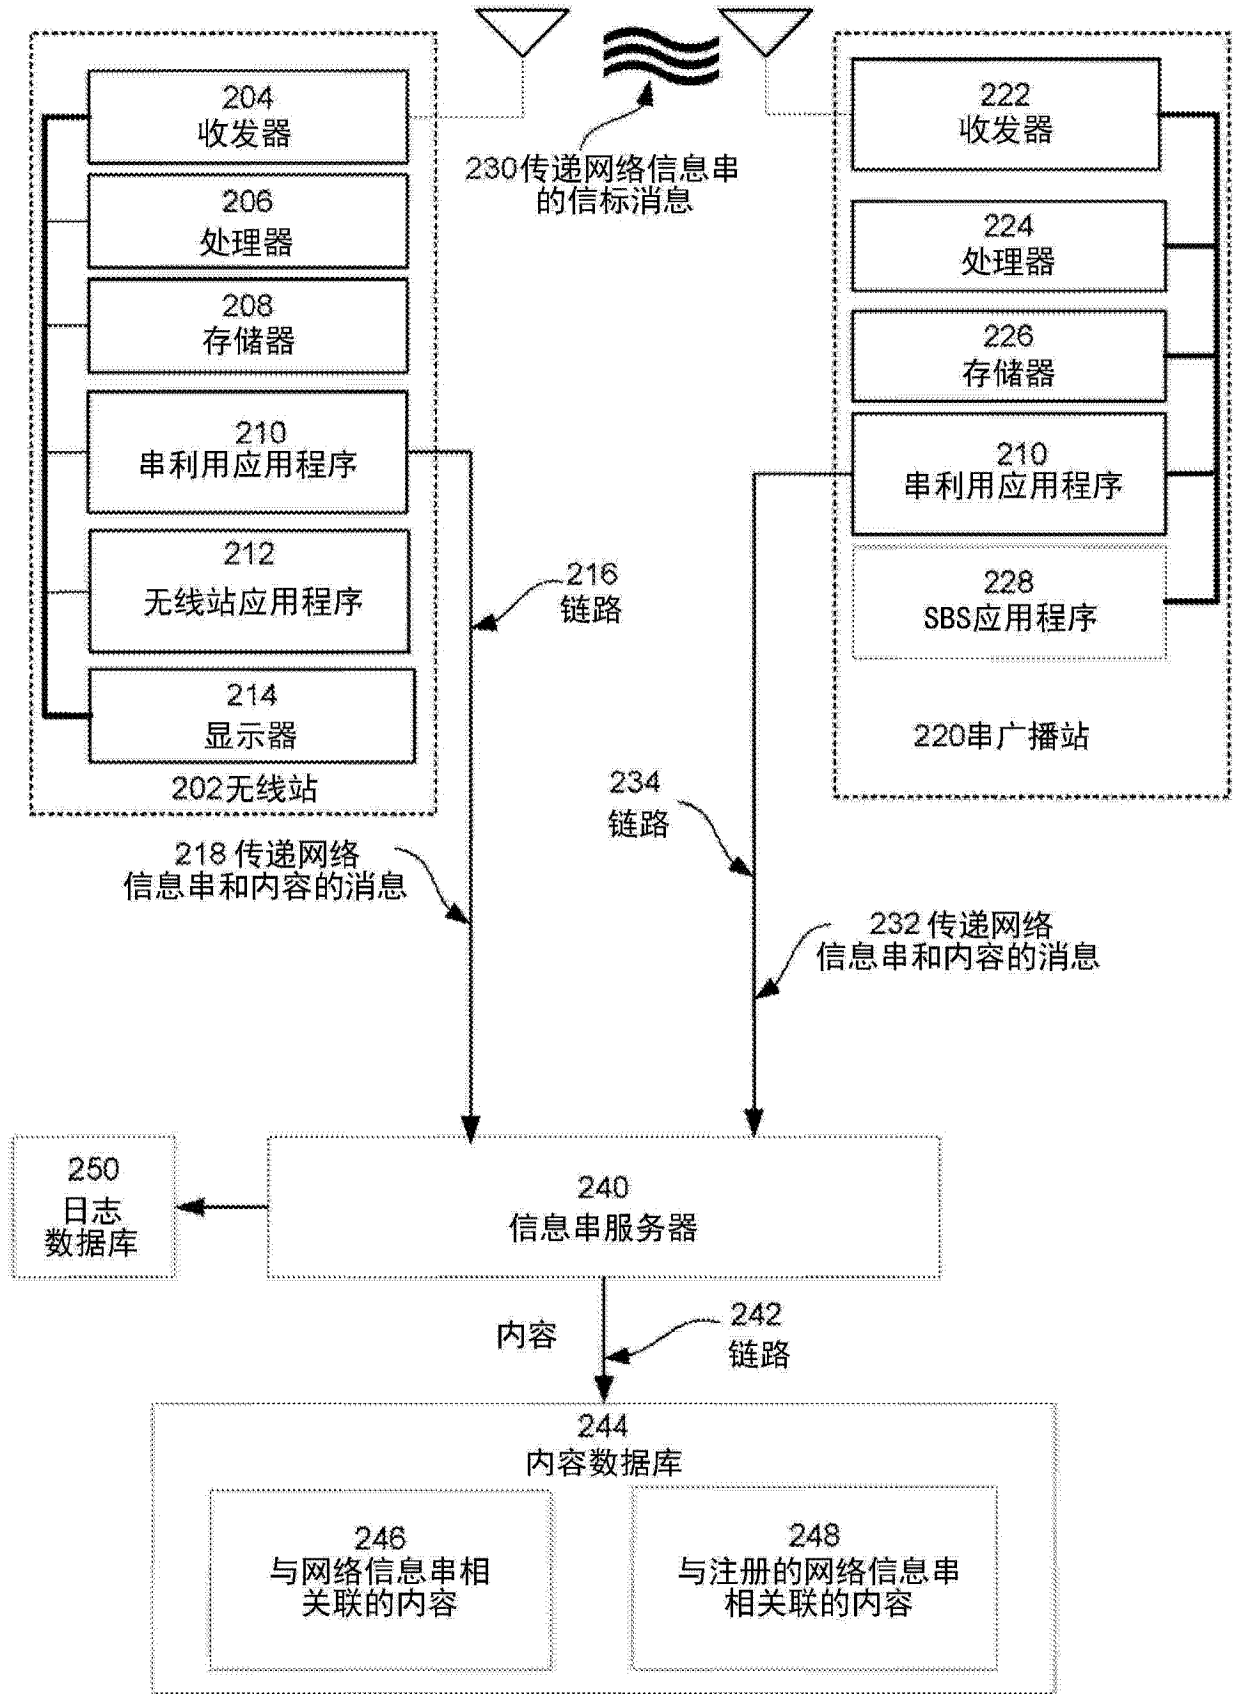 204
收发器
206
处理器
208
存储器
210
串利用应用程序
212
无线站应用程序
214
显示器
202无线站
230传递网络信息串
的信标消息
222
收发器
224
处理器
226
存储器
210
串利用应用程序
228
SBS应用程序
220串广播站
216
链路
234
链路
218传递网络
信息串和内容的消息
232传递网络
信息串和内容的消息
250
日志
数据库
240
信息串服务器
内容
242
链路
244
内容数据库
246
与网络信息串相
关联的内容
248
与注册的网络信息串
相关联的内容